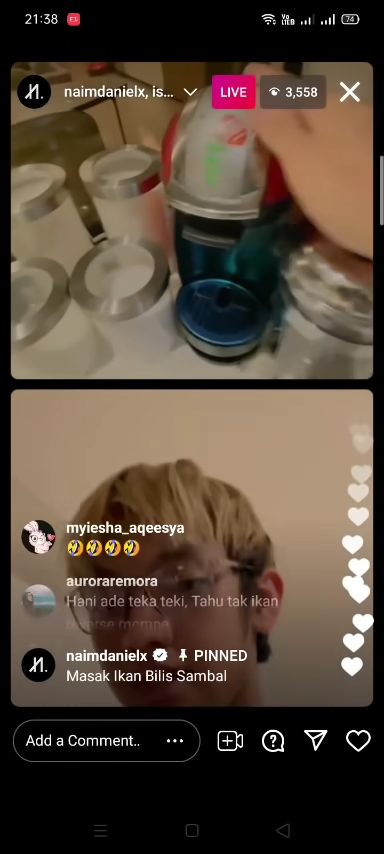 21:38
74
naimdanielx, is...
LIVE
3,558
myiesha_aqeesya
🤣🤣🤣🤣
auroraremora
Hani ade teka teki, Tahu tak ikan
naimdanielx PINNED
Masak Ikan Bilis Sambal
Add a Comment..